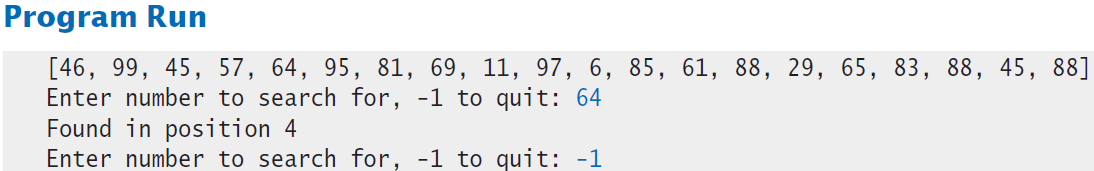 Program Run
[46, 99, 45, 57, 64, 95, 81, 69, 11, 97, 6, 85, 61, 88, 29, 65, 83, 88, 45, 88]
Enter number to search for, -1 to quit: 64
Found in position 4
Enter number to search for, -1 to quit: -1